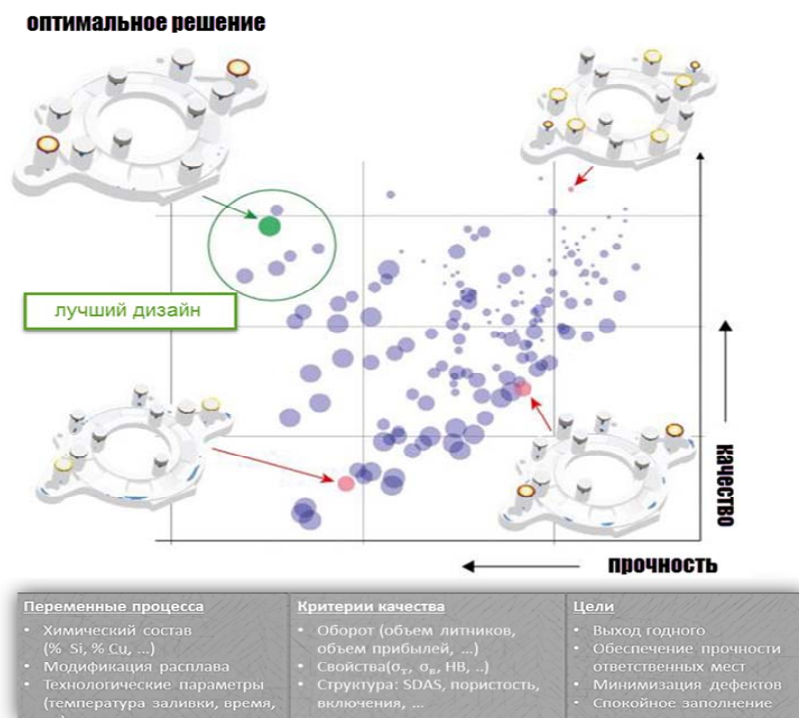 оптимальное решение
лучший дизайн
качество
прочность
Переменные процесса
• Химический состав
(% Si, % Cu, ...)
• Модификация расплава
• Технологические параметры
(температура заливки, время,
Критерии качества
• Оборот (объем литников,
объем прибылей, ...)
• Свойства(σт, σв, HB, ..)
• Структура: SDAS, пористость,
включения, ...
Цели
• Выход годного
• Обеспечение прочности
ответственных мест
• Минимизация дефектов
• Спокойное заполнение